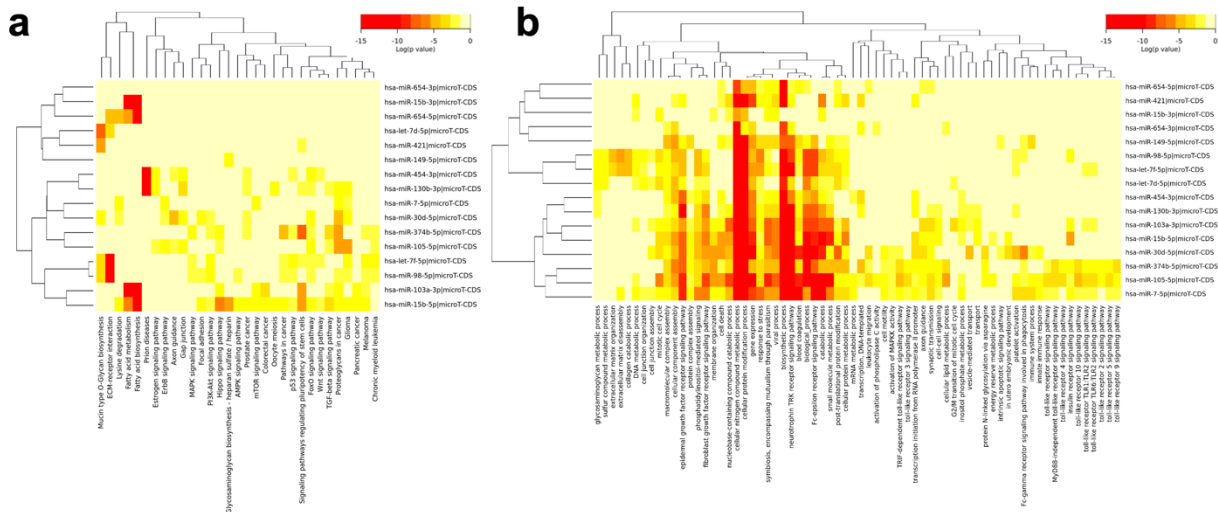 a
-15 -10 -5 0
Log(p value)
hsa-miR-654-3p|microT-CDS
hsa-miR-15b-3p|microT-CDS
hsa-miR-654-5p|microT-CDS
hsa-let-7d-5p|microT-CDS
hsa-miR-421|microT-CDS
hsa-miR-149-5p|microT-CDS
hsa-miR-454-3p|microT-CDS
hsa-miR-130b-3p|microT-CDS
hsa-miR-7-5p|microT-CDS
hsa-miR-30d-5p|microT-CDS
hsa-miR-374b-5p|microT-CDS
hsa-miR-105-5p|microT-CDS
hsa-let-7f-5p|microT-CDS
hsa-miR-98-5p|microT-CDS
hsa-miR-103a-3p|microT-CDS
hsa-miR-15b-5p|microT-CDS
Mucin type O-Glycan biosynthesis
ECM-receptor interaction
Lysine degradation
Fatty acid metabolism
Fatty acid biosynthesis
Prion diseases
Estrogen signaling pathway
ErbB signaling pathway
Axon guidance
Gap junction
MAPK signaling pathway
Focal adhesion
PI3K-Akt signaling pathway
Hippo signaling pathway
Glycosaminoglycan biosynthesis - heparan sulfate / heparin
AMPK signaling pathway
Prostate cancer
mTOR signaling pathway
Colorectal cancer
Oocyte meiosis
Pathways in cancer
p53 signaling pathway
Signaling pathways regulating pluripotency of stem cells
FoxO signaling pathway
Wnt signaling pathway
TGF-beta signaling pathway
Proteoglycans in cancer
Glioma
Pancreatic cancer
Melanoma
Chronic myeloid leukemia
b
-15 -10 -5 0
Log(p value)
hsa-miR-654-5p|microT-CDS
hsa-miR-421|microT-CDS
hsa-miR-15b-3p|microT-CDS
hsa-miR-654-3p|microT-CDS
hsa-miR-149-5p|microT-CDS
hsa-miR-98-5p|microT-CDS
hsa-let-7f-5p|microT-CDS
hsa-let-7d-5p|microT-CDS
hsa-miR-454-3p|microT-CDS
hsa-miR-130b-3p|microT-CDS
hsa-miR-103a-3p|microT-CDS
hsa-miR-15b-5p|microT-CDS
hsa-miR-30d-5p|microT-CDS
hsa-miR-374b-5p|microT-CDS
hsa-miR-105-5p|microT-CDS
hsa-miR-7-5p|microT-CDS
glycosaminoglycan metabolic process
sulfur compound metabolic process
extracellular matrix organization
extracellular matrix disassembly
collagen catabolic process
DNA metabolic process
cell junction organization
cell junction assembly
mitotic cell cycle
macromolecular complex assembly
cellular component assembly
epidermal growth factor receptor signaling pathway
protein complex assembly
phosphatidylinositol-mediated signaling
fibroblast growth factor receptor signaling pathway
membrane organization
cell death
nucleobase-containing compound catabolic process
cellular nitrogen compound metabolic process
cellular protein modification process
gene expression
response to stress
symbiosis, encompassing mutualism through parasitism
viral process
biosynthetic process
neurotrophin TRK receptor signaling pathway
blood coagulation
biological_process
Fc-epsilon receptor signaling pathway
catabolic process
small molecule metabolic process
post-translational protein modification
cellular protein metabolic process
mRNA metabolic process
transcription, DNA-templated
leukocyte migration
activation of phospholipase C activity
cell motility
activation of MAPKK activity
TRIF-dependent toll-like receptor signaling pathway
toll-like receptor 3 signaling pathway
transcription initiation from RNA polymerase II promoter
axon guidance
synaptic transmission
cell-cell signaling
cellular lipid metabolic process
G2/M transition of mitotic cell cycle
inositol phosphate metabolic process
vesicle-mediated transport
transport
protein N-linked glycosylation via asparagine
energy reserve metabolic process
intrinsic apoptotic signaling pathway
in utero embryonic development
platelet activation
Fc-gamma receptor signaling pathway involved in phagocytosis
immune system process
innate immune response
toll-like receptor signaling pathway
MyD88-independent toll-like receptor signaling pathway
toll-like receptor 4 signaling pathway
insulin receptor signaling pathway
toll-like receptor 10 signaling pathway
toll-like receptor TLR1:TLR2 signaling pathway
toll-like receptor TLR6:TLR2 signaling pathway
toll-like receptor 2 signaling pathway
toll-like receptor 5 signaling pathway
toll-like receptor 9 signaling pathway